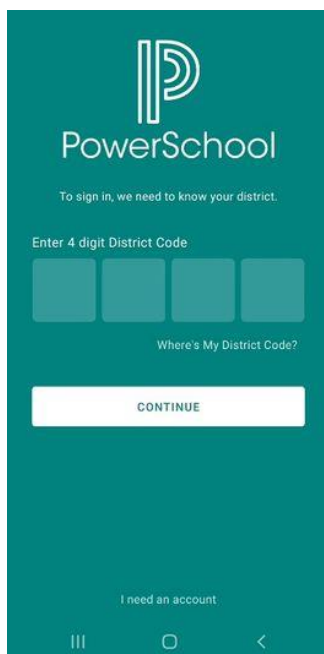 PowerSchool
To sign in, we need to know your district.
Enter 4 digit District Code
Where's My District Code?
CONTINUE
I need an account